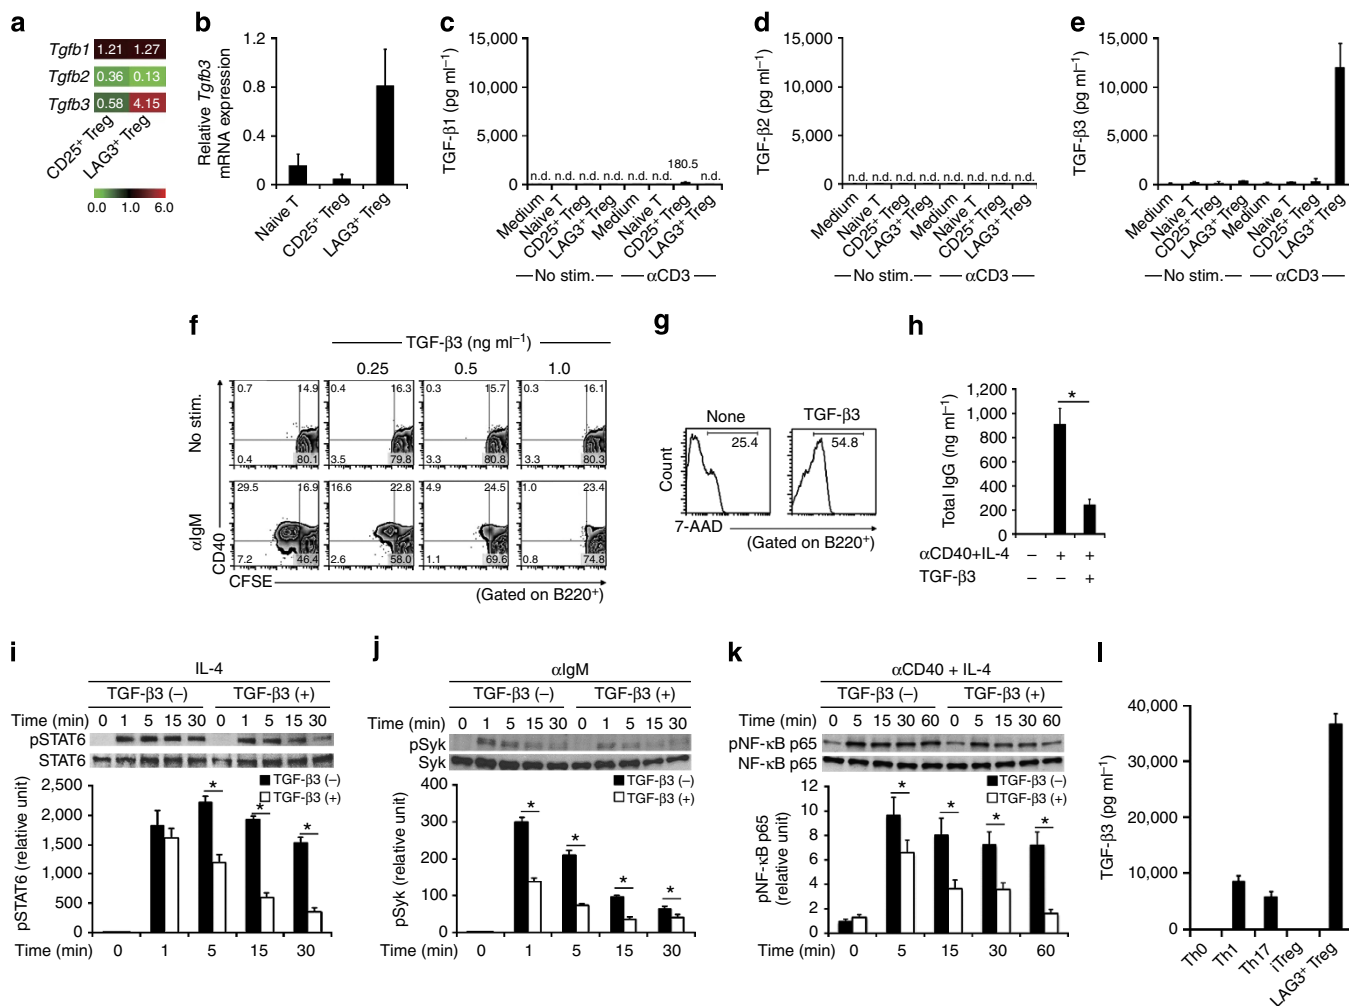 a
Tgfb1 1.21 1.27
Tgfb2 0.36 0.13
Tgfb3 0.58 4.15
CD25+ Treg
LAG3+ Treg
0.0 1.0 6.0
b
Relative Tgfb3
mRNA expression
1.2
0.8
0.4
0
Naive T
CD25+ Treg
LAG3+ Treg
c
TGF-β1 (pg ml−1)
15,000
10,000
5,000
0
n.d. n.d. n.d. n.d. n.d. n.d. 180.5 n.d.
Medium
Naive T
CD25+ Treg
LAG3+ Treg
Medium
Naive T
CD25+ Treg
LAG3+ Treg
No stim. αCD3
d
TGF-β2 (pg ml−1)
15,000
10,000
5,000
0
n.d. n.d. n.d. n.d. n.d. n.d. n.d. n.d.
Medium
Naive T
CD25+ Treg
LAG3+ Treg
Medium
Naive T
CD25+ Treg
LAG3+ Treg
No stim. αCD3
e
TGF-β3 (pg ml−1)
15,000
10,000
5,000
0
Medium
Naive T
CD25+ Treg
LAG3+ Treg
Medium
Naive T
CD25+ Treg
LAG3+ Treg
No stim. αCD3
f
TGF-β3 (ng ml−1)
0.25 0.5 1.0
No stim.
0.7 14.9 0.4 16.3 0.3 15.7 0.3 16.1
0.4 80.1 3.5 79.8 3.3 80.8 3.3 80.3
αIgM
CD40
29.5 16.9 16.6 22.8 4.9 24.5 1.0 23.4
7.2 46.4 2.6 58.0 1.1 69.6 0.8 74.8
CFSE
(Gated on B220+)
g
None TGF-β3
25.4 54.8
Count
7-AAD
(Gated on B220+)
h
Total IgG (ng ml−1)
1,200
1,000
800
600
400
200
0
*
αCD40+IL-4 – + +
TGF-β3 – – +
i
IL-4
TGF-β3 (–) TGF-β3 (+)
Time (min) 0 1 5 15 30 0 1 5 15 30
pSTAT6
STAT6
TGF-β3 (–)
TGF-β3 (+)
pSTAT6 (relative unit)
2,500
2,000
1,500
1,000
500
0
* * *
Time (min) 0 1 5 15 30
j
αIgM
TGF-β3 (–) TGF-β3 (+)
Time (min) 0 1 5 15 30 0 1 5 15 30
pSyk
Syk
TGF-β3 (–)
TGF-β3 (+)
pSyk (relative unit)
400
300
200
100
0
* * * *
Time (min) 0 1 5 15 30
k
αCD40 + IL-4
TGF-β3 (–) TGF-β3 (+)
Time (min) 0 5 15 30 60 0 5 15 30 60
pNF-κB p65
NF-κB p65
TGF-β3 (–)
TGF-β3 (+)
pNF-κB p65
(relative unit)
12
10
8
6
4
2
0
* * * *
Time (min) 0 5 15 30 60
l
TGF-β3 (pg ml−1)
40,000
30,000
20,000
10,000
0
Th0
Th1
Th17
iTreg
LAG3+ Treg